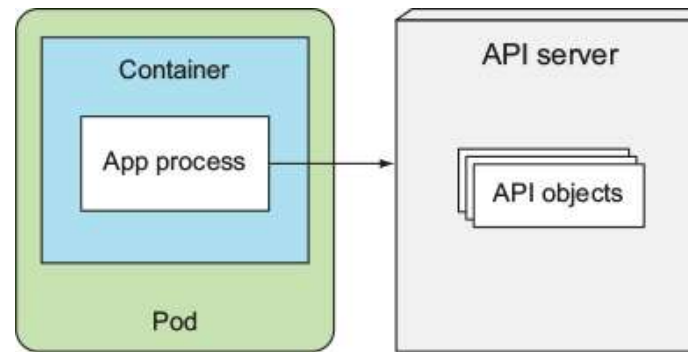 Container
App process
Pod
API server
API objects